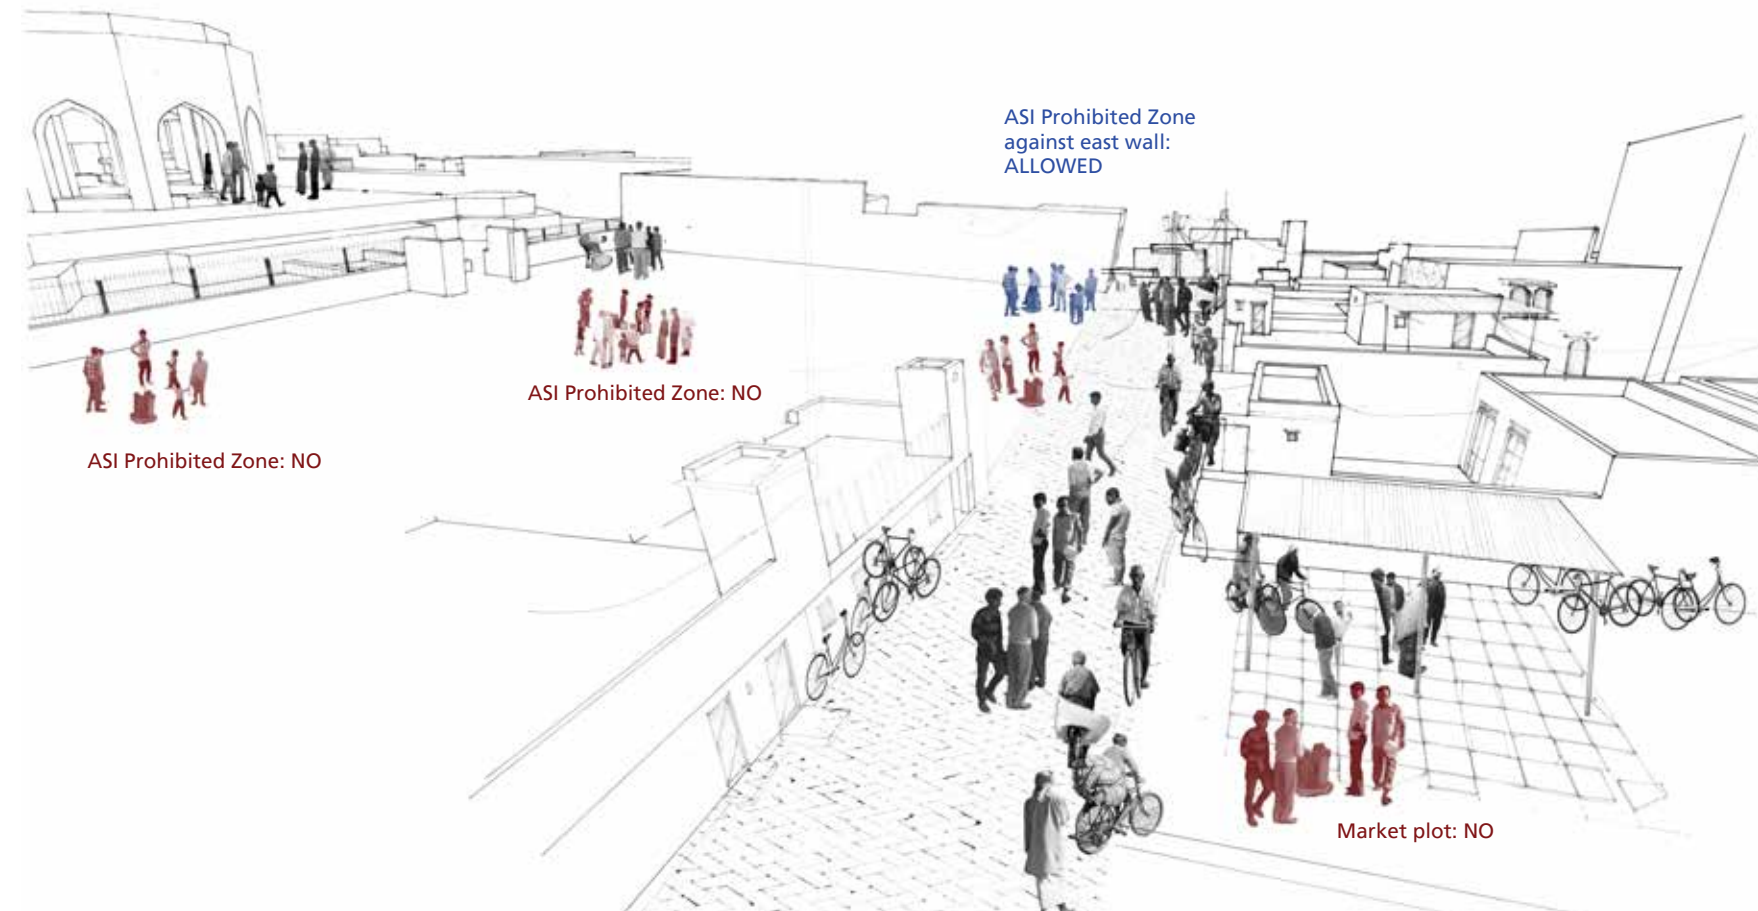 ASI Prohibited Zone
against east wall:
ALLOWED
ASI Prohibited Zone: NO
ASI Prohibited Zone: NO
Market plot: NO